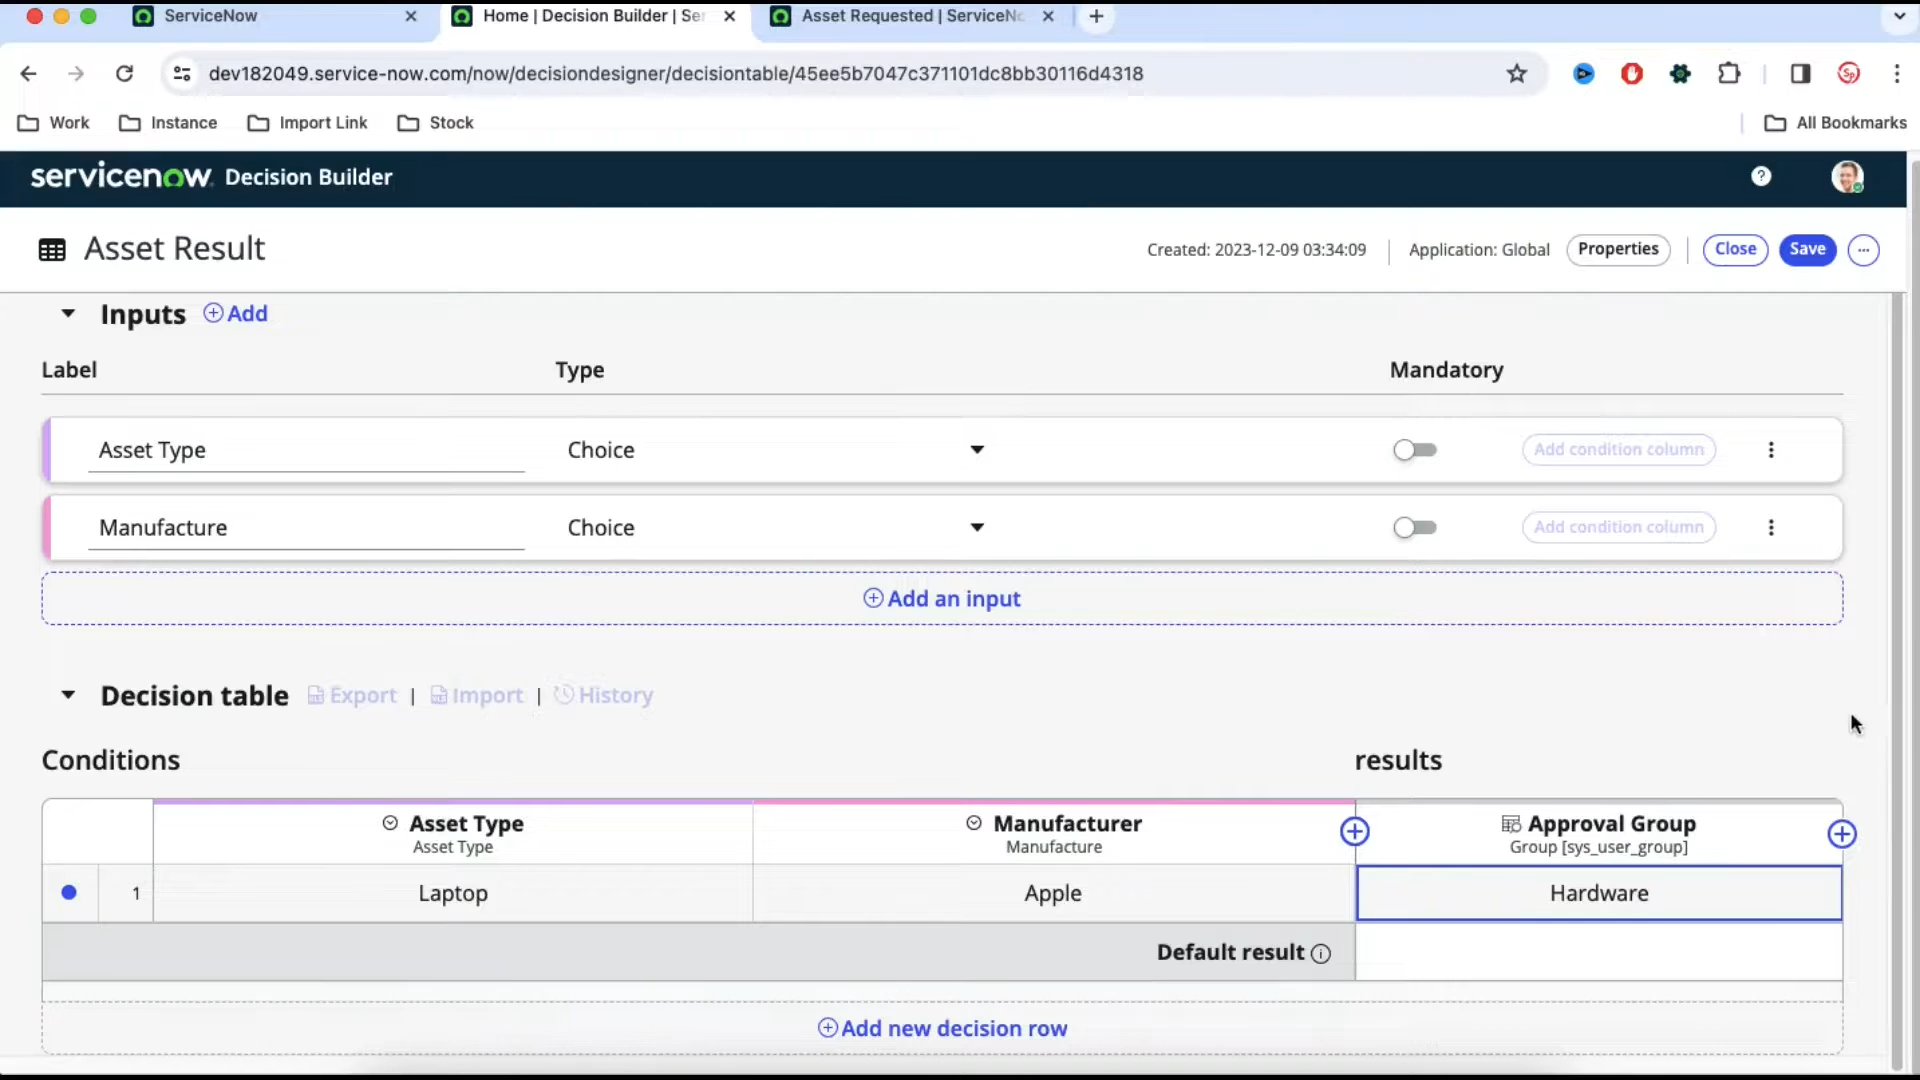 ServiceNow
Home | Decision Builder | Ser
Asset Requested | ServiceNo
dev182049.service-now.com/now/decisiondesigner/decisiontable/45ee5b7047c371101dc8bb30116d4318
Work Instance Import Link Stock All Bookmarks
servicenow. Decision Builder
Asset Result
Created: 2023-12-09 03:34:09 Application: Global Properties Close Save
Inputs Add
Label Type Mandatory
Asset Type Choice Add condition column
Manufacture Choice Add condition column
Add an input
Decision table Export | Import | History
Conditions results
Asset Type Manufacturer Approval Group
Asset Type Manufacture Group [sys_user_group]
1 Laptop Apple Hardware
Default result
Add new decision row